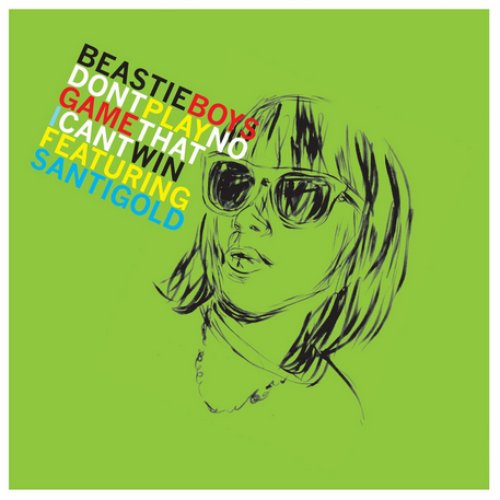 BEASTIEBOYS
DONTPLAYNO
GAMETHAT
ICANTWIN
FEATURING
SANTIGOLD